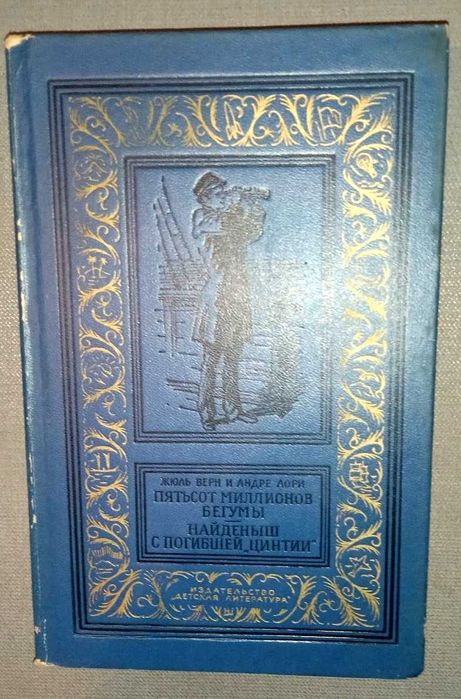 ЖЮЛЬ ВЕРН И АНДРЕ ЛОРИ
ПЯТЬСОТ МИЛЛИОНОВ
БЕГУМЫ
НАЙДЕНЫШ
С ПОГИБШЕЙ „ЦИНТИИ"
ИЗДАТЕЛЬСТВО
„ДЕТСКАЯ ЛИТЕРАТУРА"